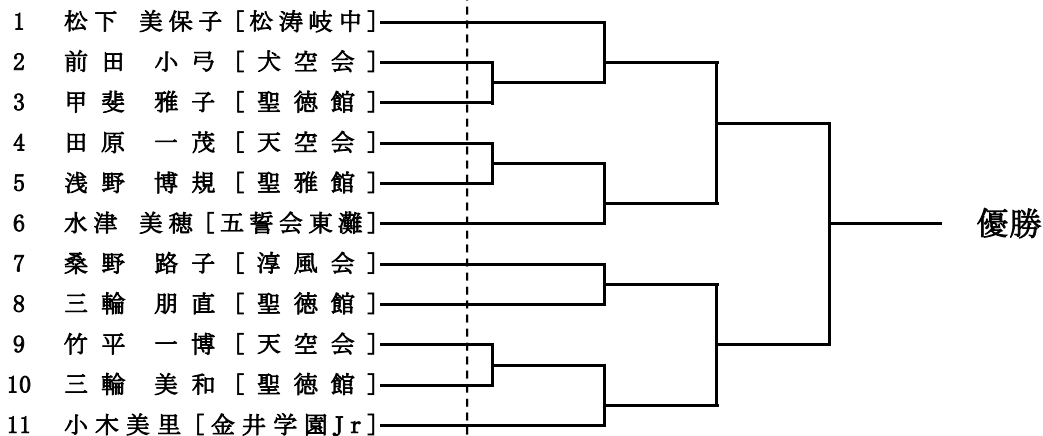 1 松下 美保子[松涛岐中]
2 前田 小弓[犬空会]
3 甲斐 雅子[聖徳館]
4 田原 一茂[天空会]
5 浅野 博規[聖雅館]
6 水津 美穂[五誓会東灘]
優勝
7 桑野 路子[淳風会]
8 三輪 朋直[聖徳館]
9 竹平 一博[天空会]
10 三輪 美和[聖徳館]
11 小木美里[金井学園Jr]